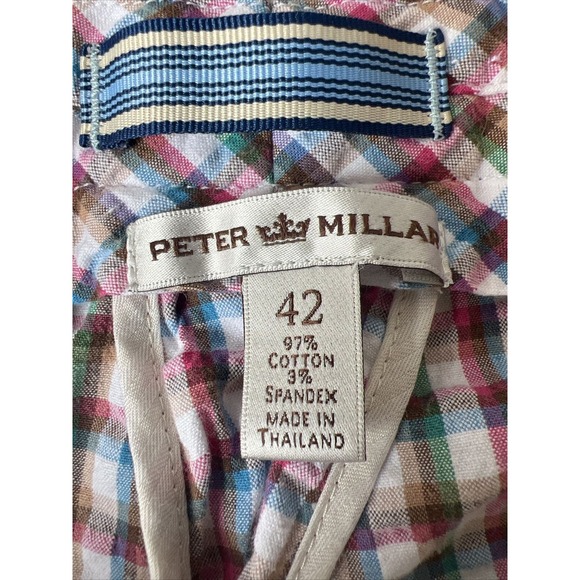 PETER MILLAR
42
97%
COTTON
3%
SPANDEX
MADE IN
THAILAND